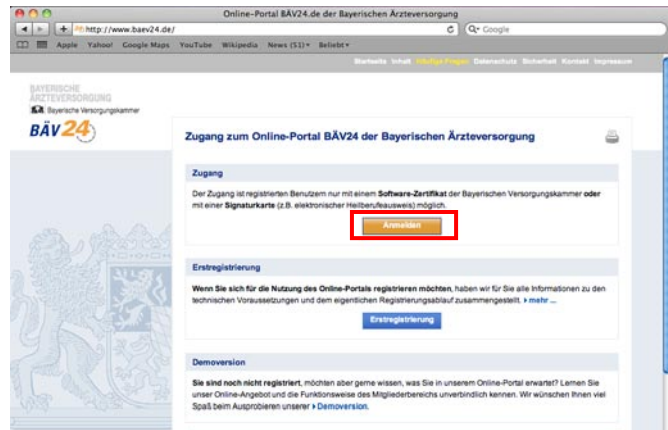 Online-Portal BÄV24.de der Bayerischen Ärzteversorgung
http://www.baev24.de/
Google
Apple Yahoo! Google Maps YouTube Wikipedia News (51) Beliebt
Startseite Inhalt Häufige Fragen Datenschutz Sicherheit Kontakt Impressum
BAYERISCHE
ÄRZTEVERSORGUNG
Bayerische Versorgungskammer
BÄV24
Zugang zum Online-Portal BÄV24 der Bayerischen Ärzteversorgung
Zugang
Der Zugang ist registrierten Benutzern nur mit einem Software-Zertifikat der Bayerischen Versorgungskammer oder
mit einer Signaturkarte (z.B. elektronischer Heilberufeausweis) möglich.
Anmelden
Erstregistrierung
Wenn Sie sich für die Nutzung des Online-Portals registrieren möchten, haben wir für Sie alle Informationen zu den
technischen Voraussetzungen und dem eigentlichen Registrierungsablauf zusammengestellt. mehr ...
Erstregistrierung
Demoversion
Sie sind noch nicht registriert, möchten aber gerne wissen, was Sie in unserem Online-Portal erwartet? Lernen Sie
unser Online-Angebot und die Funktionsweise des Mitgliederbereichs unverbindlich kennen. Wir wünschen Ihnen viel
Spaß beim Ausprobieren unserer Demoversion.